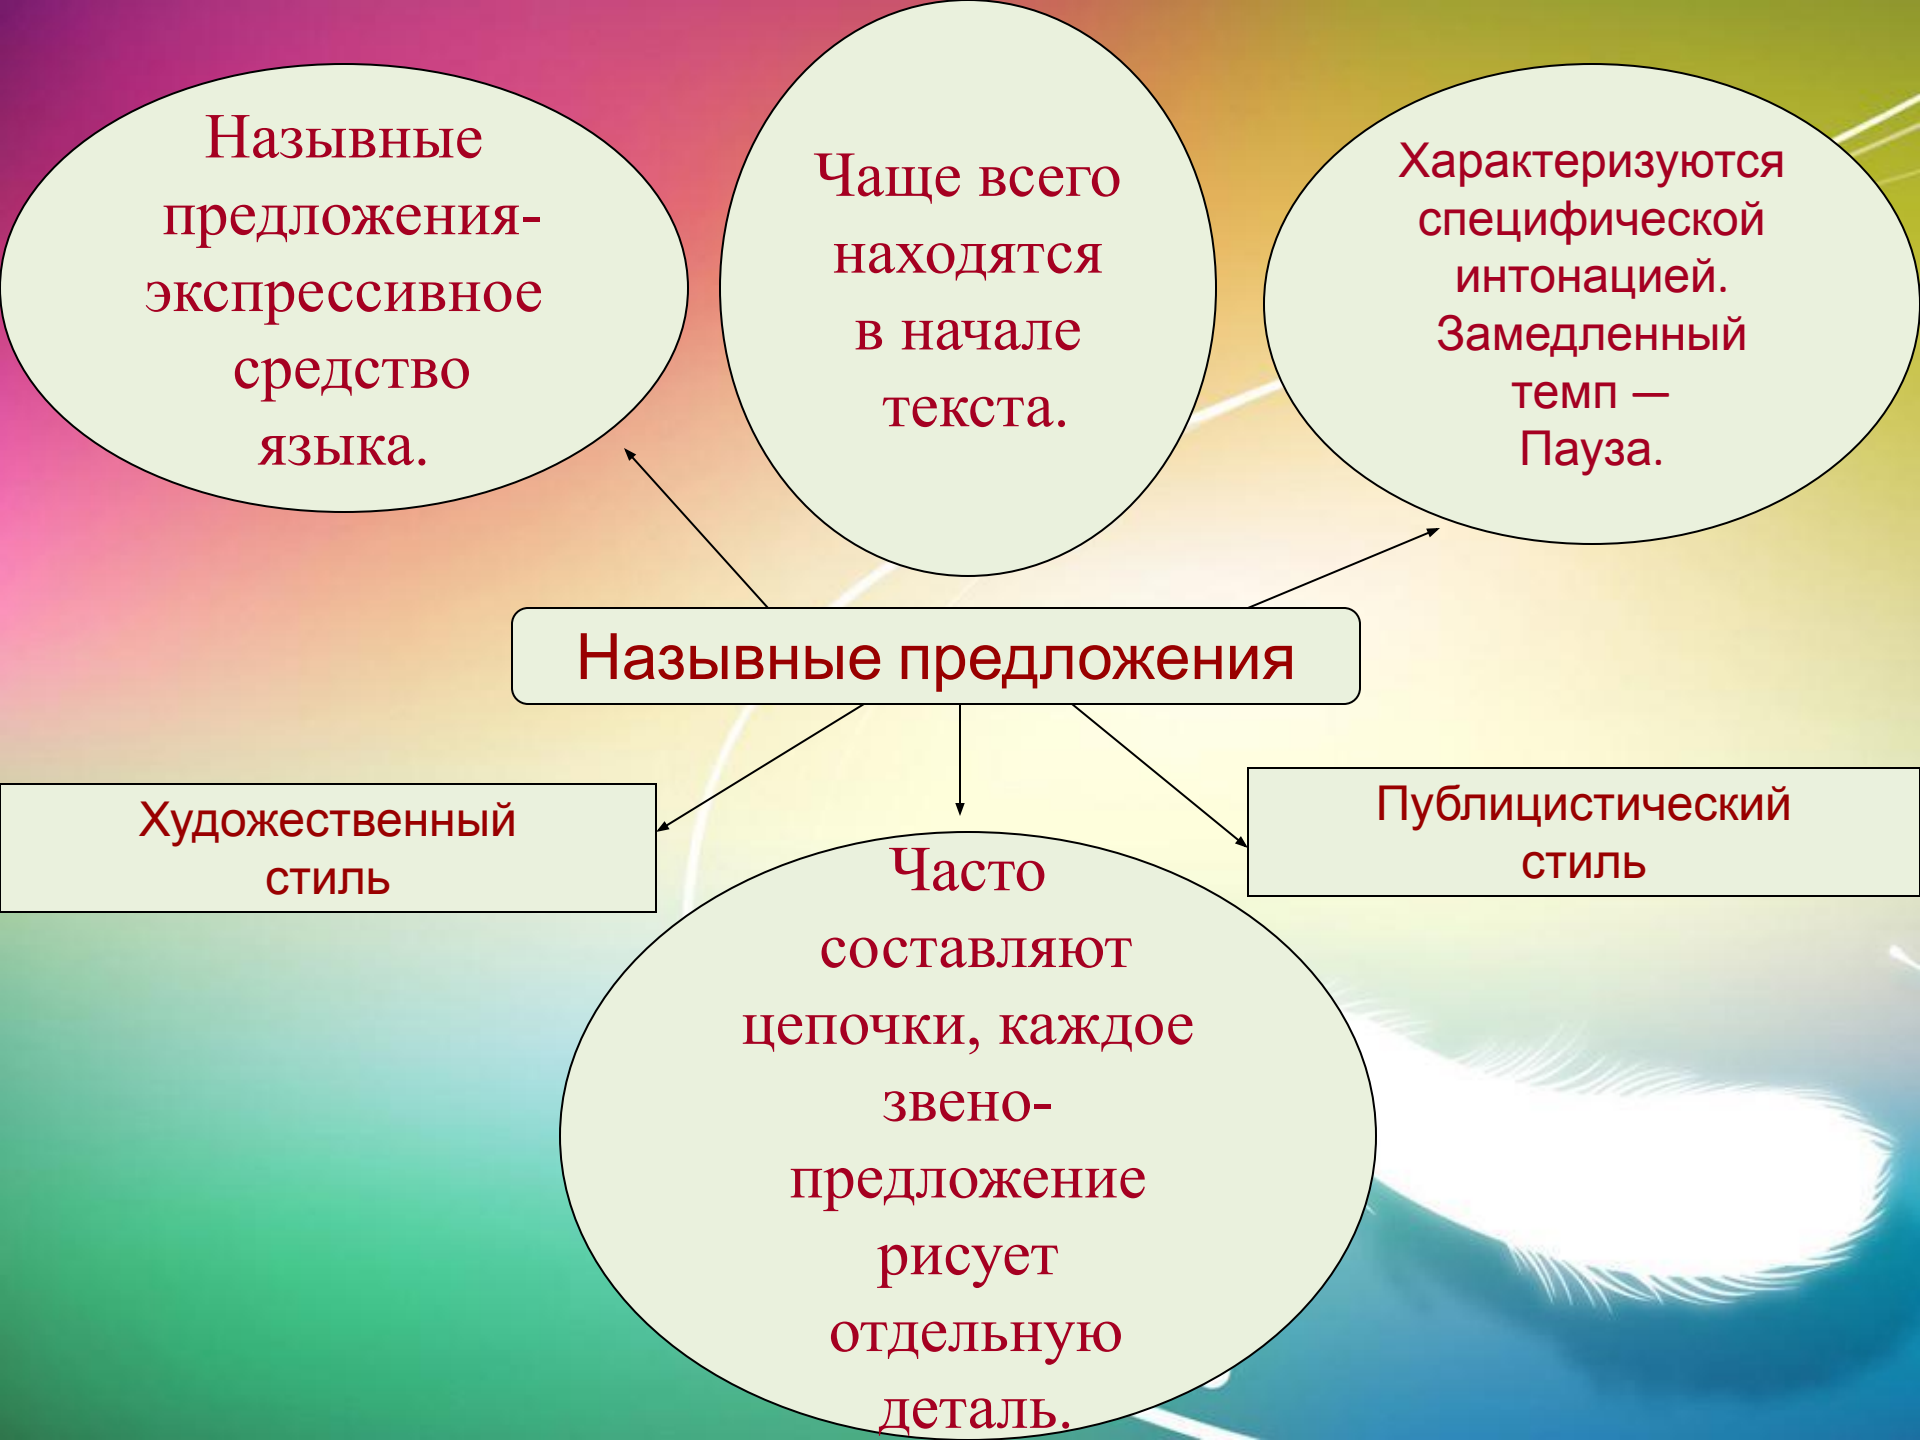 Назывные
предложения-
экспрессивное
средство
языка.
Чаще всего
находятся
в начале
текста.
Характеризуются
специфической
интонацией.
Замедленный
темп —
Пауза.
Назывные предложения
Художественный
стиль
Публицистический
стиль
Часто
составляют
цепочки, каждое
звено-
предложение
рисует
отдельную
деталь.